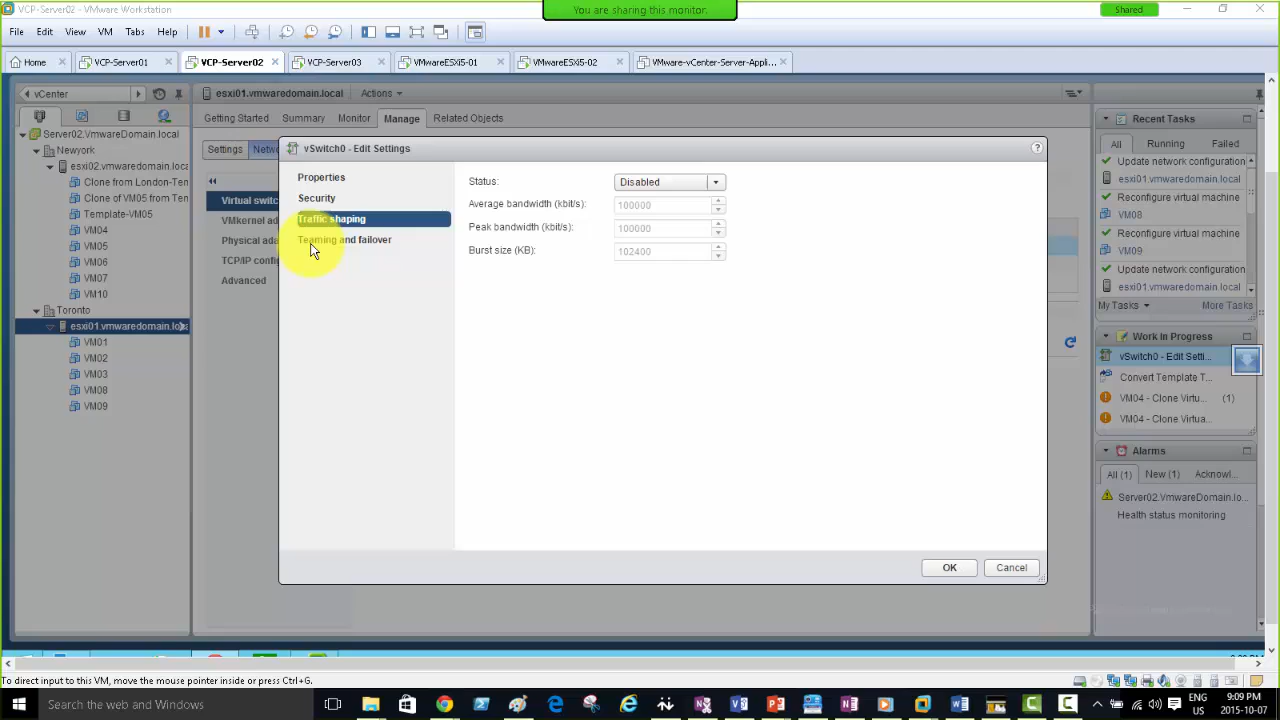 You are sharing this monitor.
VCP-Server02 - VMware Workstation
Shared
File Edit View VM Tabs Help
Home VCP-Server01 VCP-Server02 VCP-Server03 VMwareESXi5-01 VMwareESXi5-02 VMware-vCenter-Server-Appli...
vCenter
esxi01.vmwaredomain.local Actions
Getting Started Summary Monitor Manage Related Objects
Server02.VmwareDomain.local
Newyork
esxi02.vmwaredomain.local
Clone from London-Ten
Clone of VM05 from Tem
Template-VM05
VM04
VM05
VM06
VM07
VM10
Toronto
esxi01.vmwaredomain.loc
VM01
VM02
VM03
VM08
VM09
Settings Netw
Virtual switc
VMkernel ad
Physical ada
TCP/IP config
Advanced
vSwitch0 - Edit Settings
Properties
Security
Traffic shaping
Teaming and failover
Status: Disabled
Average bandwidth (kbit/s): 100000
Peak bandwidth (kbit/s): 100000
Burst size (KB): 102400
OK Cancel
Recent Tasks
All Running Failed
Update network configuration
esxi01.vmwaredomain.local
Reconfigure virtual machine
VM08
Reconfigure virtual machine
VM09
Update network configuration
esxi01.vmwaredomain.local
My Tasks More Tasks
Work In Progress
vSwitch0 - Edit Setti...
Convert Template T...
VM04 - Clone Virtu... (1)
VM04 - Clone Virtua...
Alarms
All (1) New (1) Acknowl...
Server02.VmwareDomain.lo...
Health status monitoring
To direct input to this VM, move the mouse pointer inside or press Ctrl+G.
Search the web and Windows
ENG
US
9:09 PM
2015-10-07